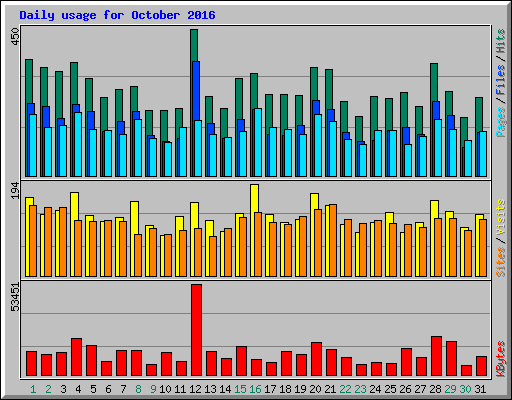 Daily usage for October 2016
450
Pages / Files / Hits
194
Sites / Visits
53451
KBytes
1 2 3 4 5 6 7 8 9 10 11 12 13 14 15 16 17 18 19 20 21 22 23 24 25 26 27 28 29 30 31